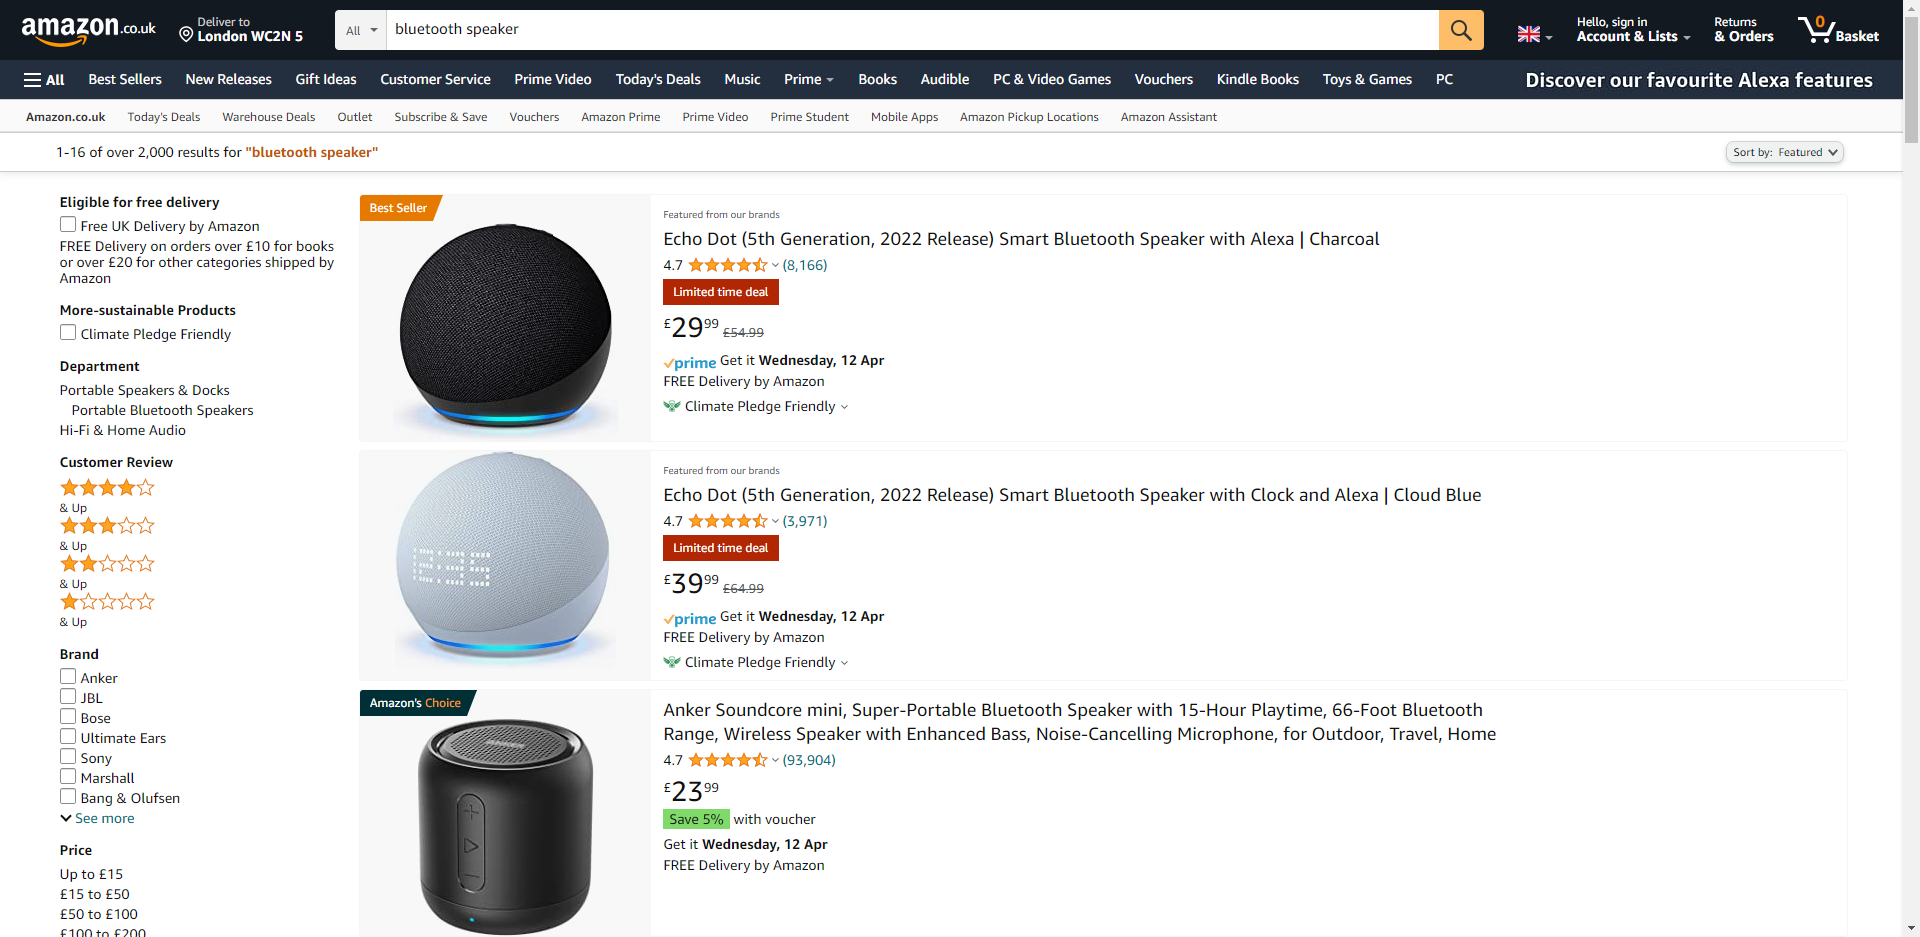 amazon.co.uk
Deliver to
London WC2N 5
All
bluetooth speaker
Hello, sign in
Account & Lists
Returns
& Orders
0
Basket
All
Best Sellers
New Releases
Gift Ideas
Customer Service
Prime Video
Today's Deals
Music
Prime
Books
Audible
PC & Video Games
Vouchers
Kindle Books
Toys & Games
PC
Discover our favourite Alexa features
Amazon.co.uk
Today's Deals
Warehouse Deals
Outlet
Subscribe & Save
Vouchers
Amazon Prime
Prime Video
Prime Student
Mobile Apps
Amazon Pickup Locations
Amazon Assistant
1-16 of over 2,000 results for "bluetooth speaker"
Sort by: Featured
Eligible for free delivery
Free UK Delivery by Amazon
FREE Delivery on orders over £10 for books
or over £20 for other categories shipped by
Amazon
More-sustainable Products
Climate Pledge Friendly
Department
Portable Speakers & Docks
Portable Bluetooth Speakers
Hi-Fi & Home Audio
Customer Review
& Up
& Up
& Up
& Up
Brand
Anker
JBL
Bose
Ultimate Ears
Sony
Marshall
Bang & Olufsen
See more
Price
Up to £15
£15 to £50
£50 to £100
£100 to £200
Best Seller
Featured from our brands
Echo Dot (5th Generation, 2022 Release) Smart Bluetooth Speaker with Alexa | Charcoal
4.7 (8,166)
Limited time deal
£29.99 £54.99
prime Get it Wednesday, 12 Apr
FREE Delivery by Amazon
Climate Pledge Friendly
Featured from our brands
Echo Dot (5th Generation, 2022 Release) Smart Bluetooth Speaker with Clock and Alexa | Cloud Blue
4.7 (3,971)
Limited time deal
£39.99 £64.99
prime Get it Wednesday, 12 Apr
FREE Delivery by Amazon
Climate Pledge Friendly
Amazon's Choice
Anker Soundcore mini, Super-Portable Bluetooth Speaker with 15-Hour Playtime, 66-Foot Bluetooth
Range, Wireless Speaker with Enhanced Bass, Noise-Cancelling Microphone, for Outdoor, Travel, Home
4.7 (93,904)
£23.99
Save 5% with voucher
Get it Wednesday, 12 Apr
FREE Delivery by Amazon